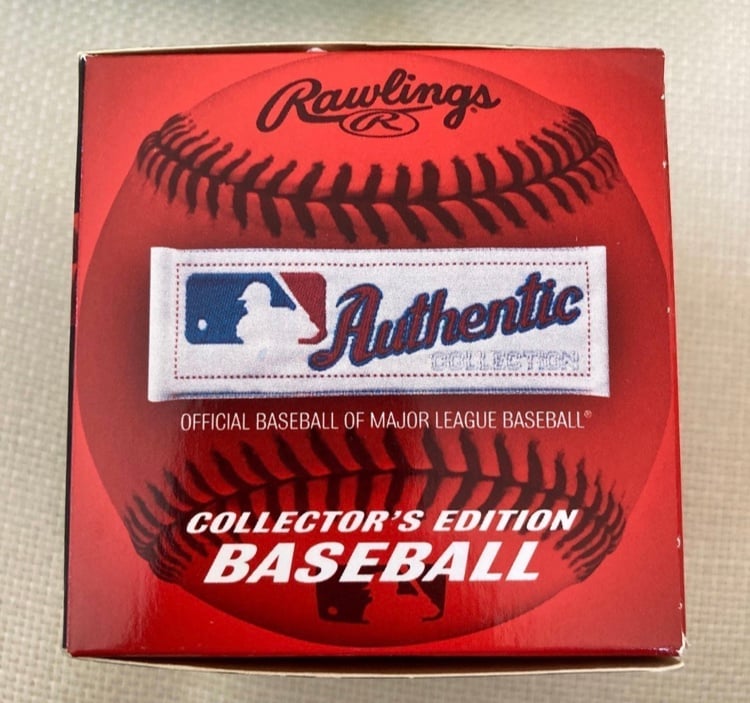 Rawlings
R
Authentic
COLLECTION
OFFICIAL BASEBALL OF MAJOR LEAGUE BASEBALL®
COLLECTOR'S EDITION
BASEBALL